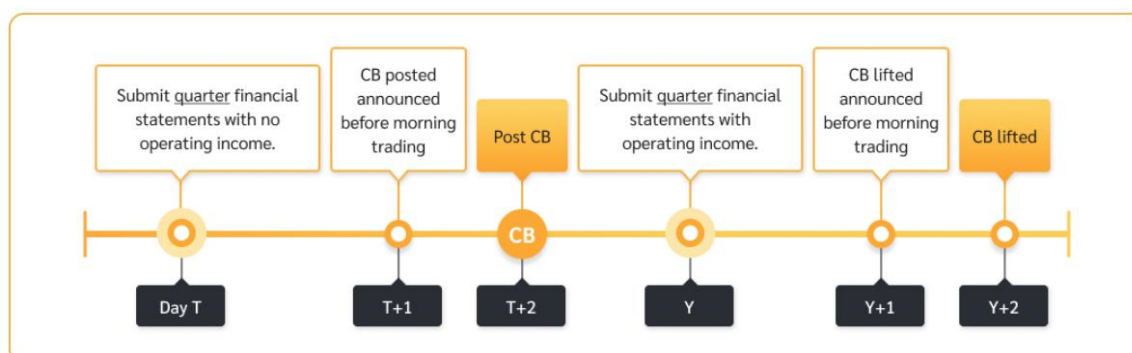 Submit quarter financial
statements with no
operating income.
CB posted
announced
before morning
trading
Post CB
Submit quarter financial
statements with
operating income.
CB lifted
announced
before morning
trading
CB lifted
CB
Day T
T+1
T+2
Y
Y+1
Y+2